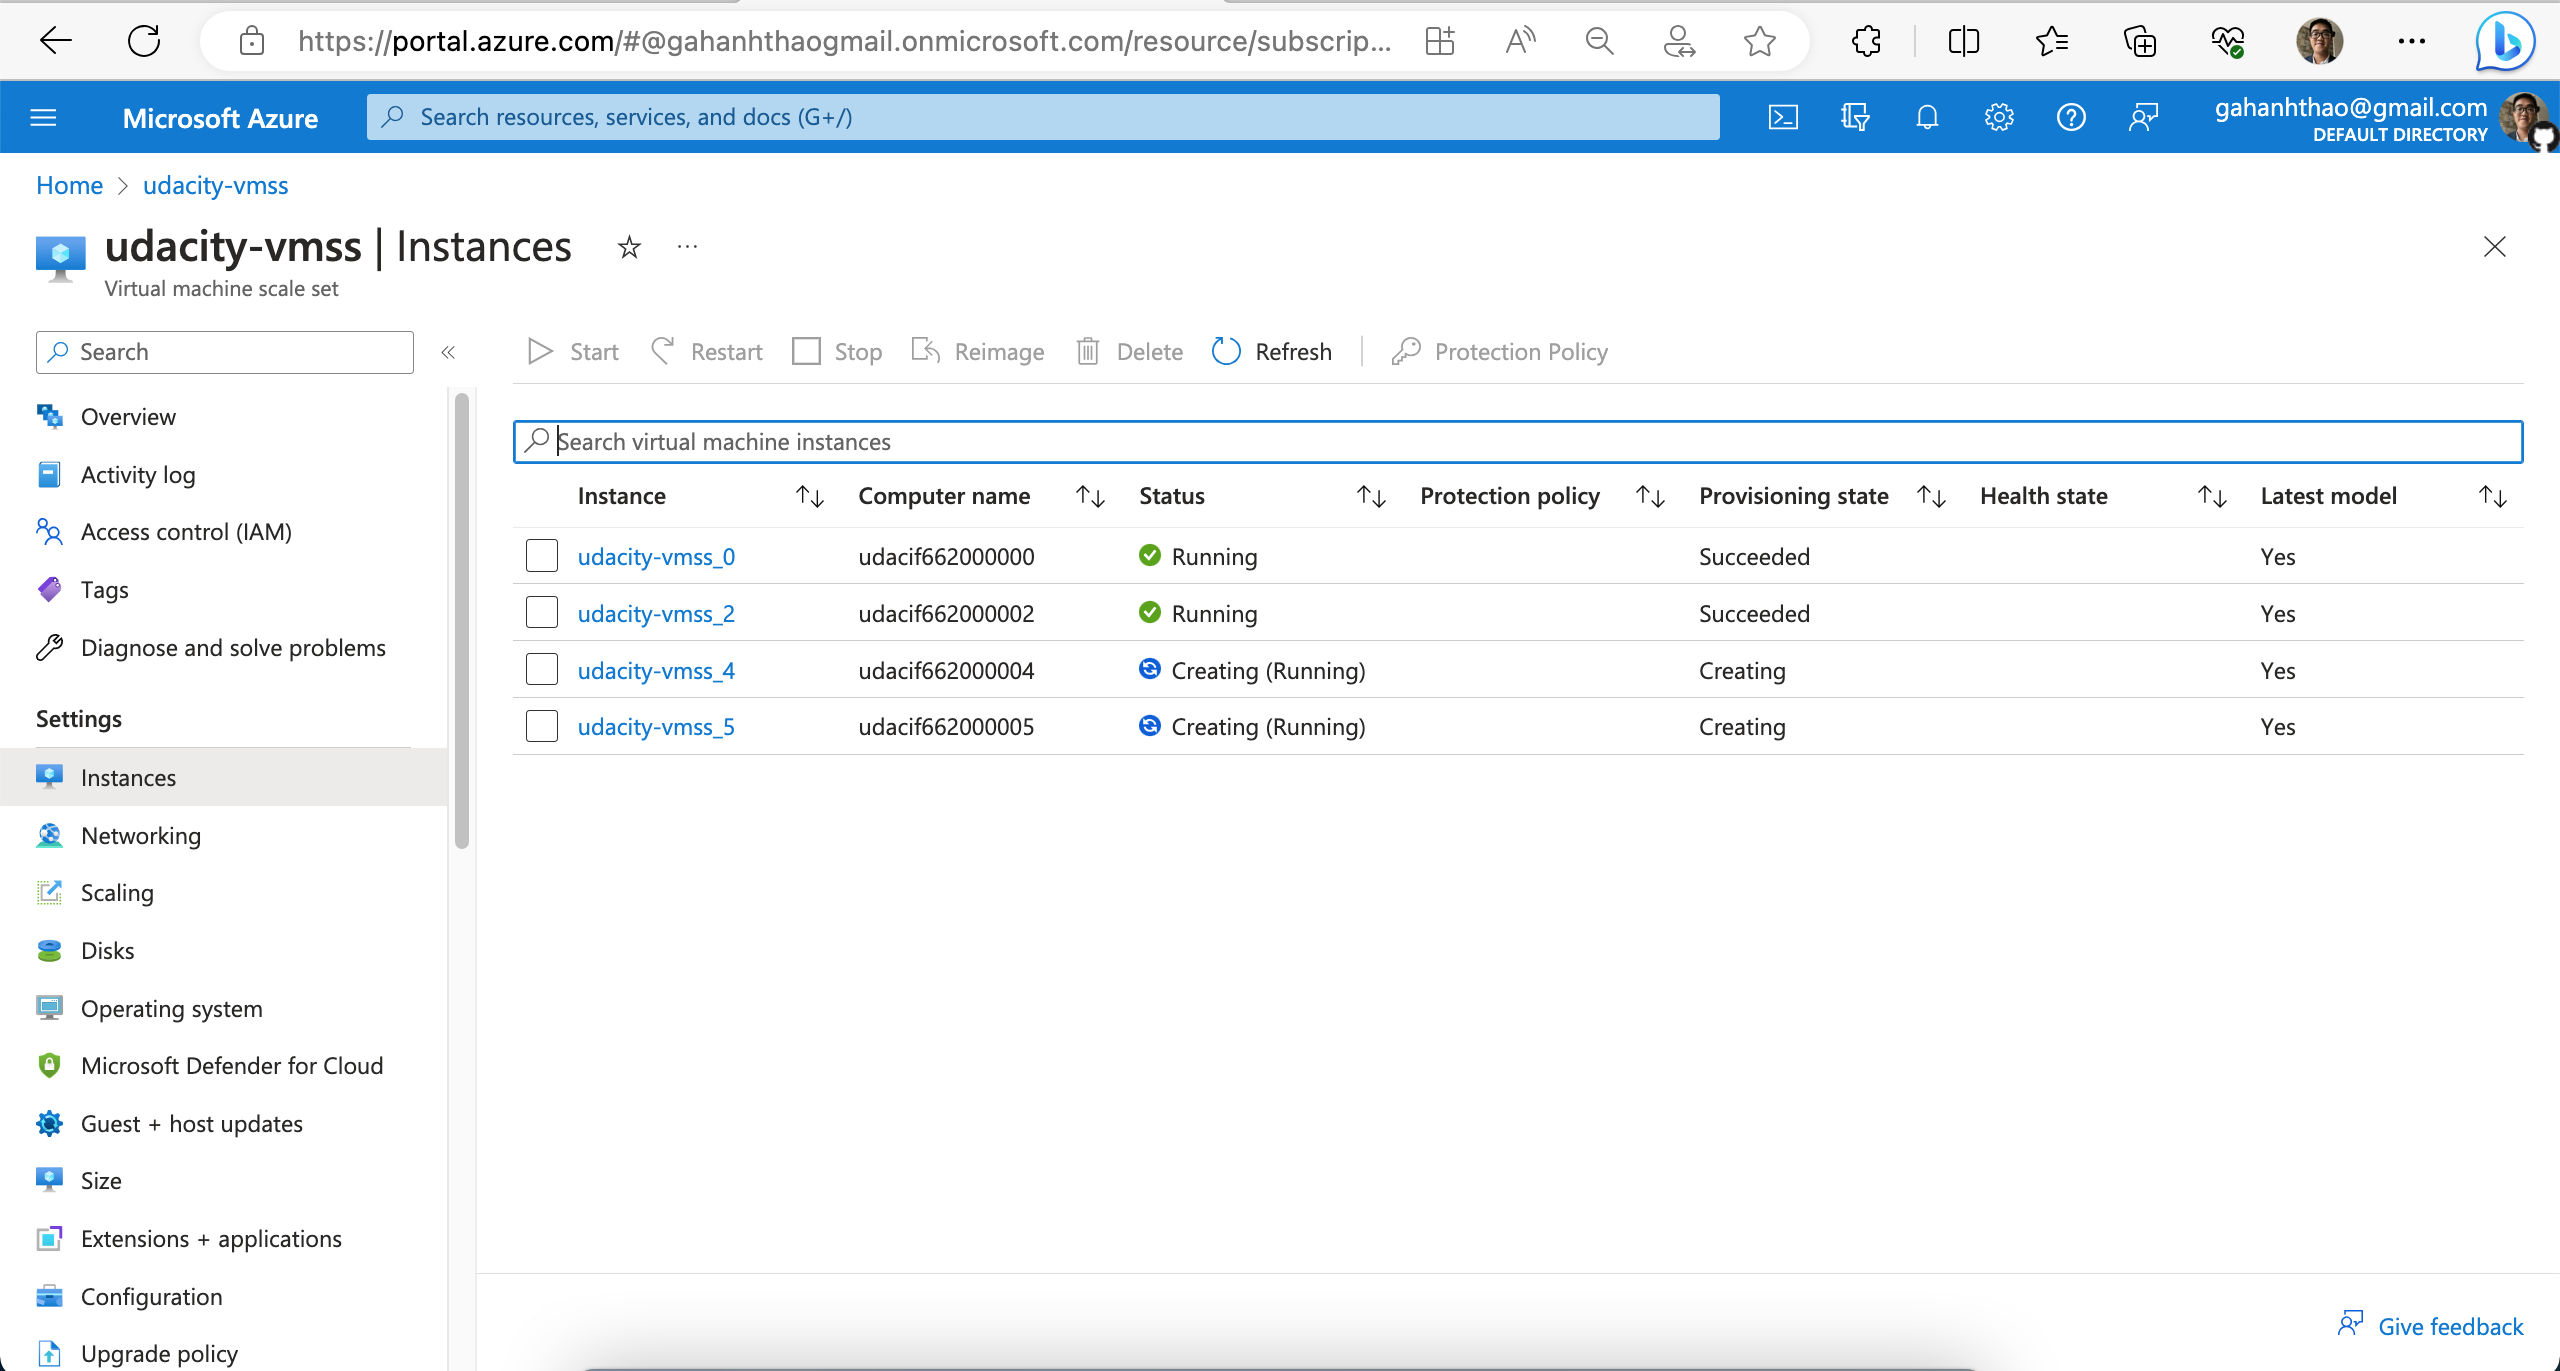 https://portal.azure.com/#@gahanhthaogmail.onmicrosoft.com/resource/subscrip...
Microsoft Azure
Search resources, services, and docs (G+/)
gahanhthao@gmail.com
DEFAULT DIRECTORY
Home > udacity-vmss
udacity-vmss | Instances
Virtual machine scale set
Search
Start Restart Stop Reimage Delete Refresh Protection Policy
Overview
Activity log
Access control (IAM)
Tags
Diagnose and solve problems
Settings
Instances
Networking
Scaling
Disks
Operating system
Microsoft Defender for Cloud
Guest + host updates
Size
Extensions + applications
Configuration
Upgrade policy
Search virtual machine instances
Instance Computer name Status Protection policy Provisioning state Health state Latest model
udacity-vmss_0 udacif662000000 Running Succeeded Yes
udacity-vmss_2 udacif662000002 Running Succeeded Yes
udacity-vmss_4 udacif662000004 Creating (Running) Creating Yes
udacity-vmss_5 udacif662000005 Creating (Running) Creating Yes
Give feedback